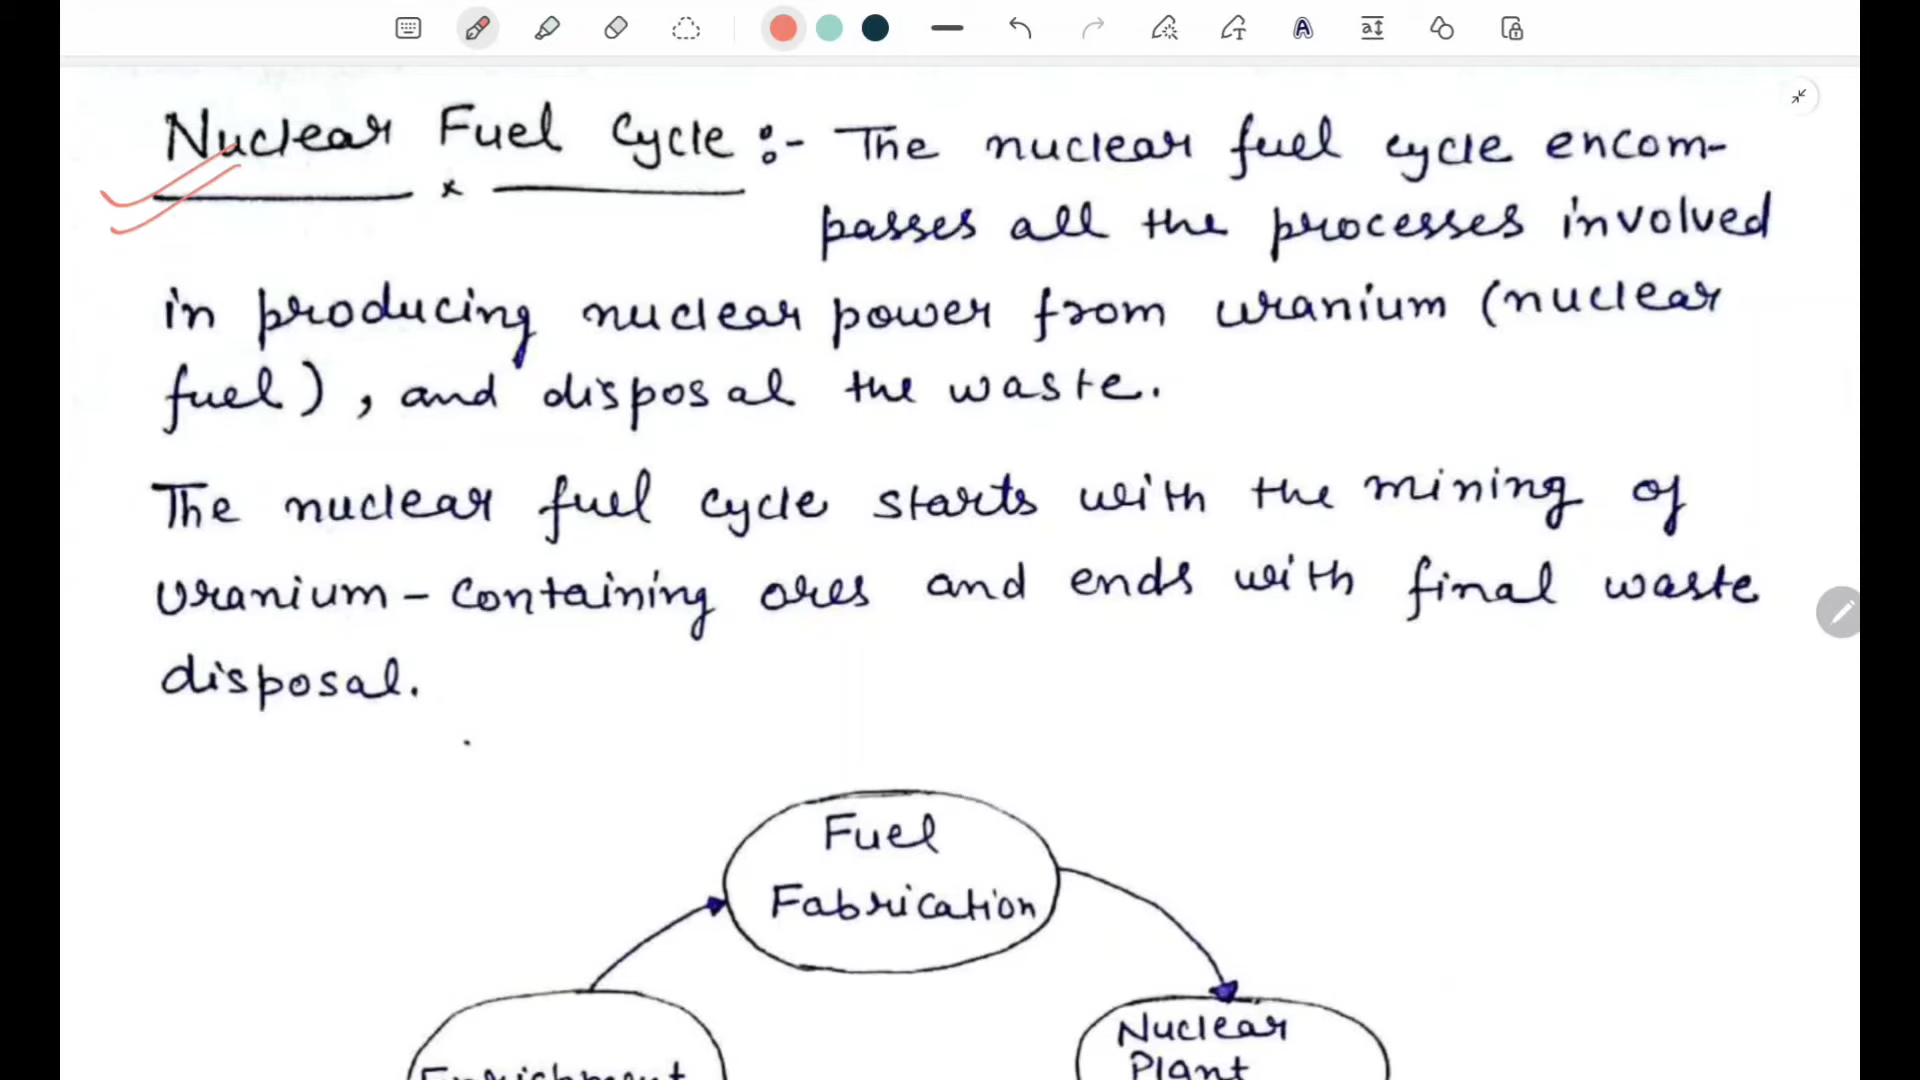 Nuclear Fuel Cycle :- The nuclear fuel cycle encom-
passes all the processes involved
in producing nuclear power from uranium (nuclear
fuel), and disposal the waste.
The nuclear fuel cycle starts with the mining of
uranium-containing ores and ends with final waste
disposal.
Fuel
Fabrication
Nuclear
Plant
Enrichment